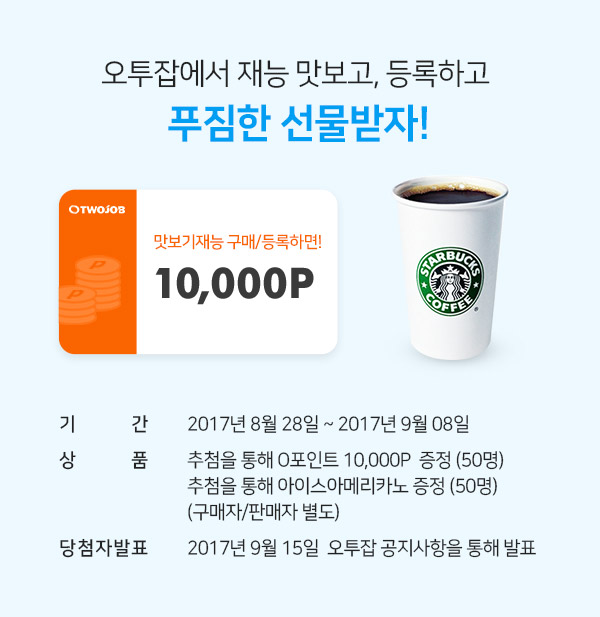 오투잡에서 재능 맛보고, 등록하고
푸짐한 선물받자!
OTWOJOB
맛보기재능 구매/등록하면!
10,000P
P
P
STARBUCKS
COFFEE
기 간 2017년 8월 28일 ~ 2017년 9월 08일
상 품 추첨을 통해 O포인트 10,000P 증정 (50명)
추첨을 통해 아이스아메리카노 증정 (50명)
(구매자/판매자 별도)
당첨자발표 2017년 9월 15일 오투잡 공지사항을 통해 발표